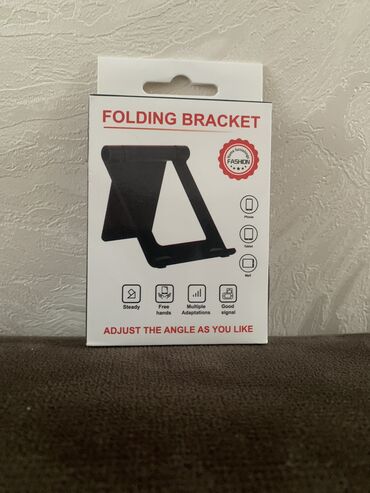 FOLDING BRACKET
FASHION
Phone
Tablet
Steady
Free
hands
Multiple
Adaptations
Good
signal
ADJUST THE ANGLE AS YOU LIKE